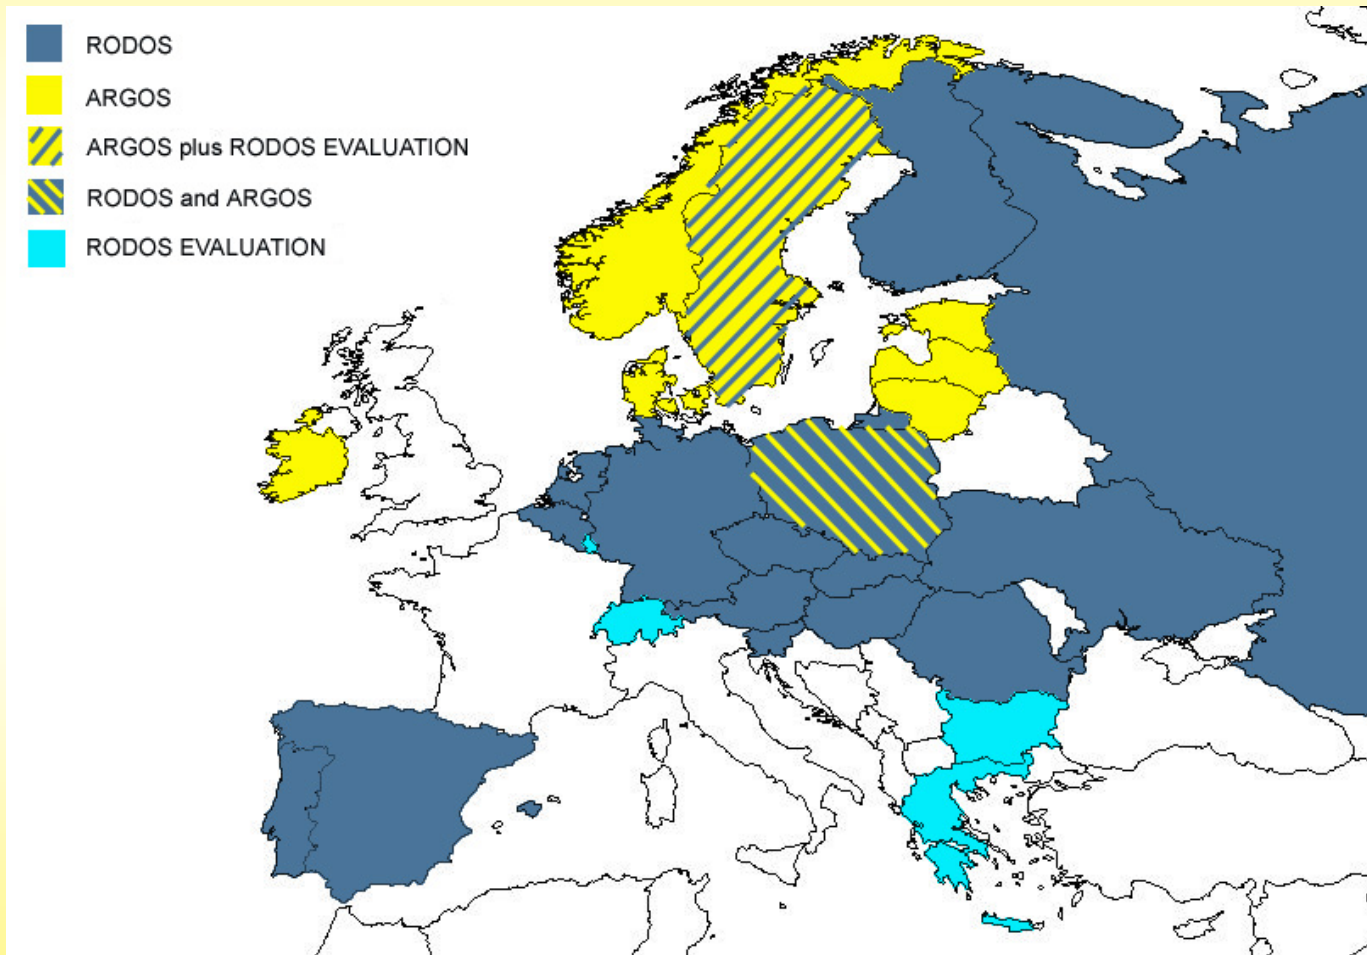 RODOS
ARGOS
ARGOS plus RODOS EVALUATION
RODOS and ARGOS
RODOS EVALUATION